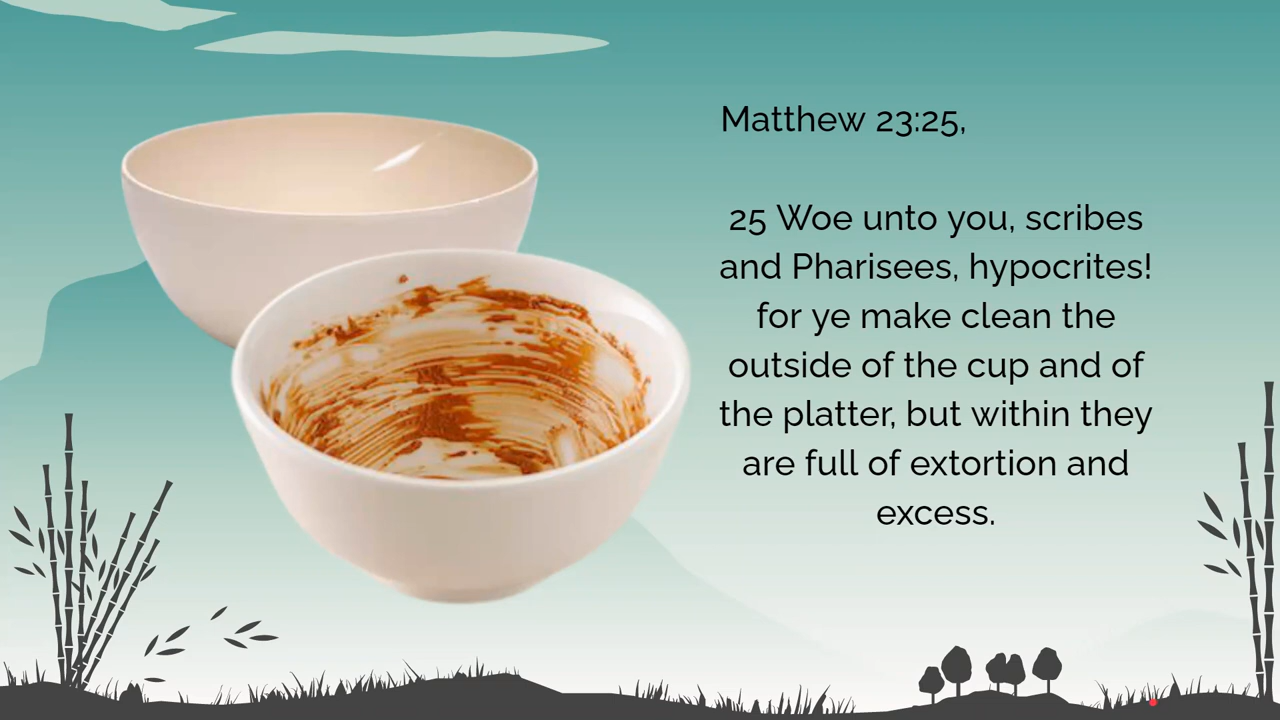 Matthew 23:25,
25 Woe unto you, scribes
and Pharisees, hypocrites!
for ye make clean the
outside of the cup and of
the platter, but within they
are full of extortion and
excess.